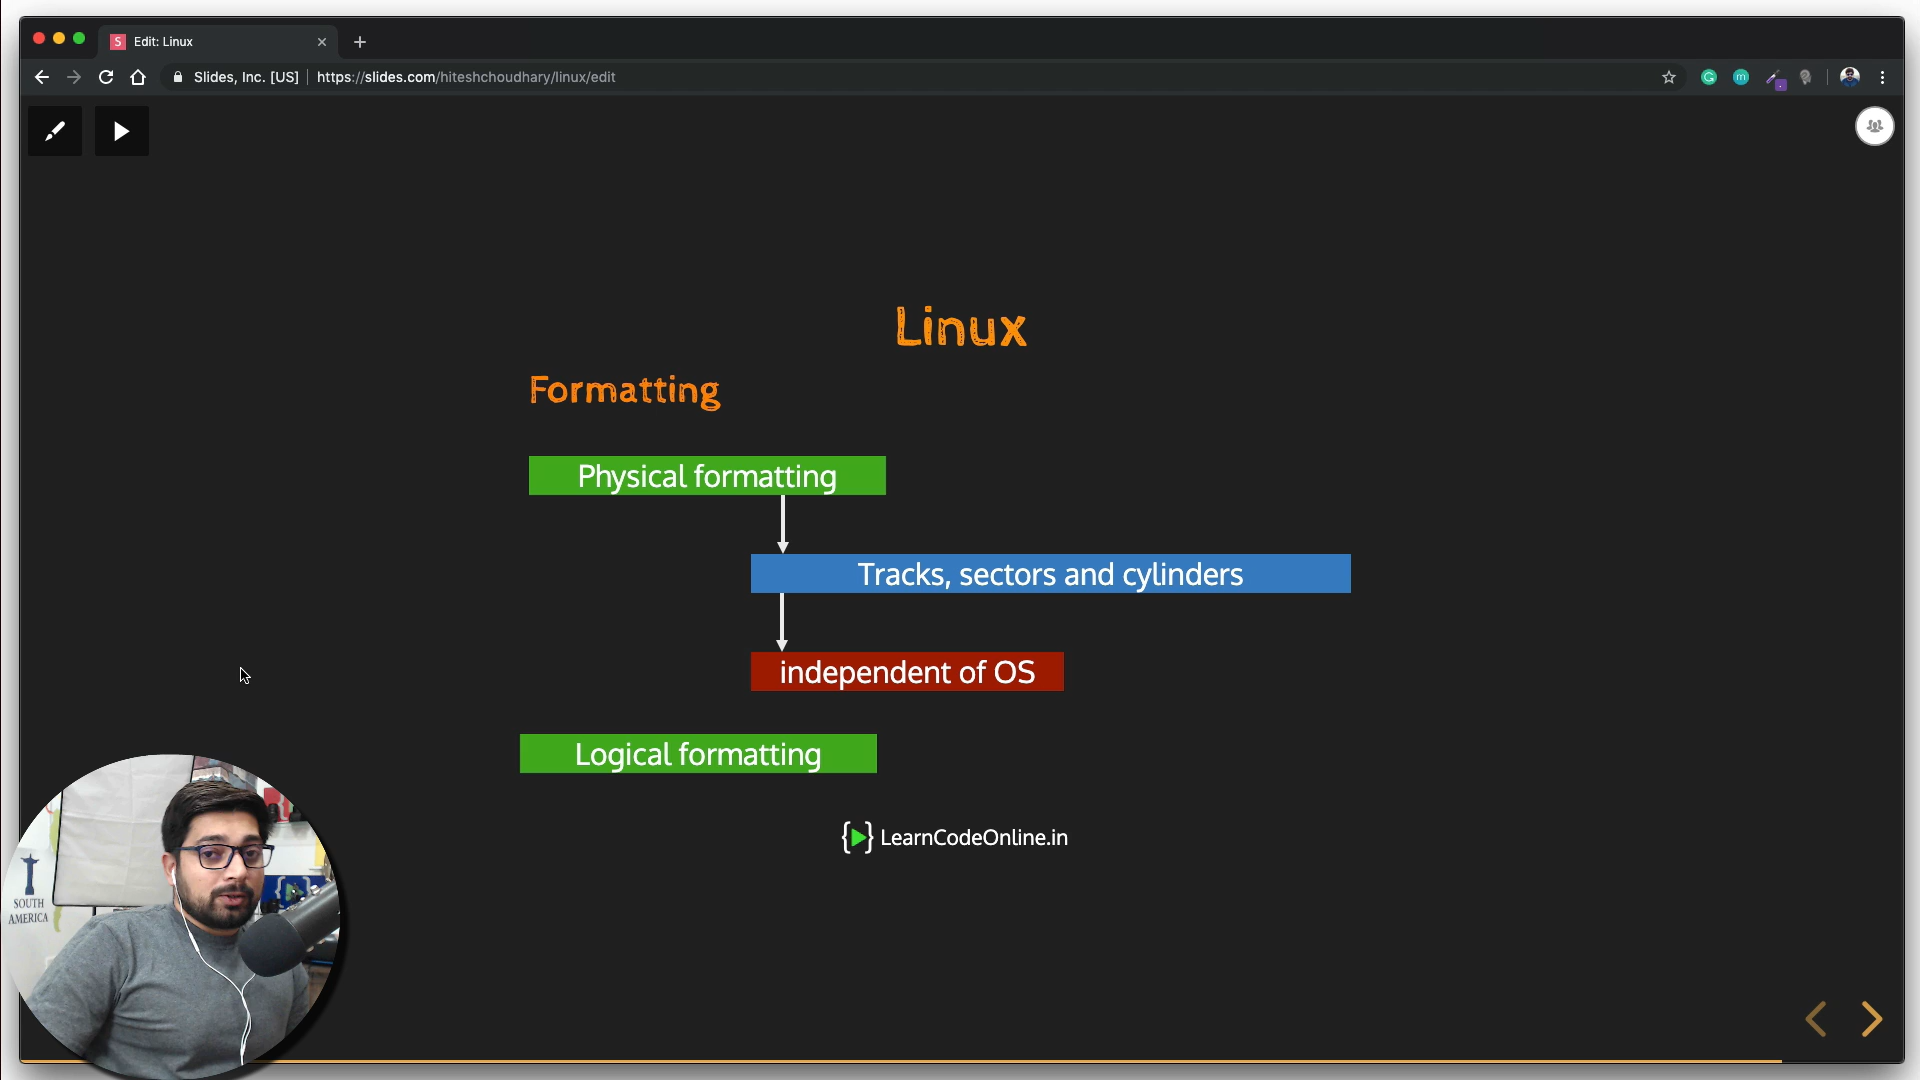 S Edit: Linux
Slides, Inc. [US] https://slides.com/hiteshchoudhary/linux/edit
Linux
Formatting
Physical formatting
Tracks, sectors and cylinders
independent of OS
Logical formatting
{▶} LearnCodeOnline.in
SOUTH
AMERICA